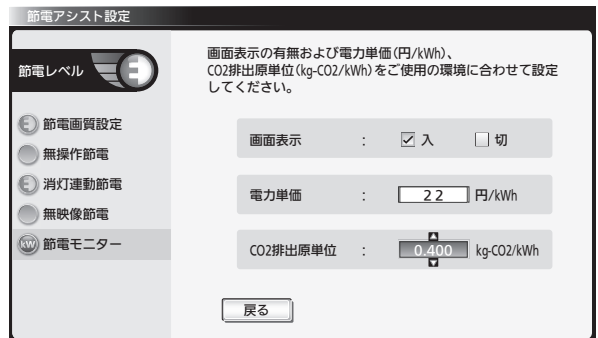 節電アシスト設定
節電レベル E
画面表示の有無および電力単価(円/kWh)、
CO2排出原単位(kg-CO2/kWh)をご使用の環境に合わせて設定
してください。
E 節電画質設定
無操作節電
E 消灯連動節電
無映像節電
kW 節電モニター
画面表示 : 入 切
電力単価 : 22 円/kWh
CO2排出原単位 : 0.400 kg-CO2/kWh
戻る